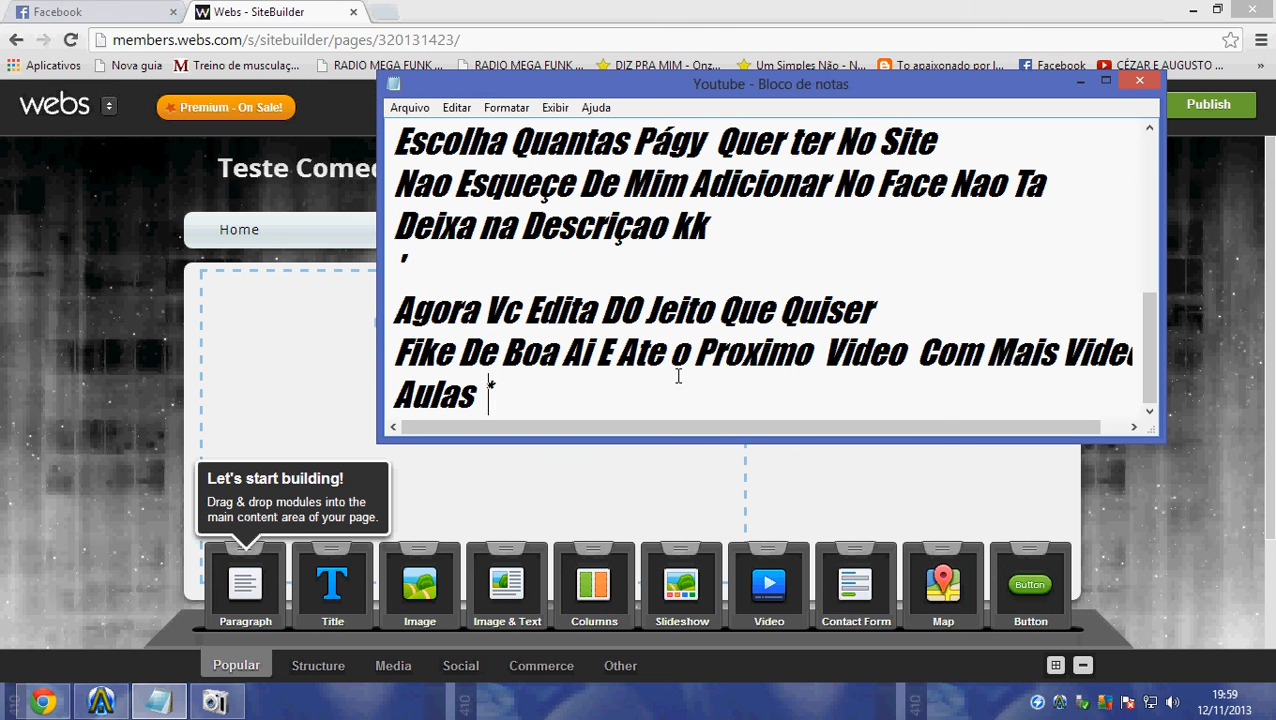 Facebook
Webs - SiteBuilder
members.webs.com/s/sitebuilder/pages/320131423/
Aplicativos
Nova guia
Treino de musculaç...
RADIO MEGA FUNK ...
RADIO MEGA FUNK ...
DIZ PRA MIM - Onz...
Um Simples Não - N...
To apaixonado por l...
Facebook
CÉZAR E AUGUSTO ...
»
webs
Premium - On Sale!
Publish
Youtube - Bloco de notas
Arquivo Editar Formatar Exibir Ajuda
Escolha Quantas Págy Quer ter No Site
Nao Esqueçe De Mim Adicionar No Face Nao Ta
Deixa na Descriçao kk
'
Agora Vc Edita DO Jeito Que Quiser
Fike De Boa Ai E Ate o Proximo Video Com Mais Video
Aulas *
Teste Comec
Home
Let's start building!
Drag & drop modules into the
main content area of your page.
Button
Paragraph Title Image Image & Text Columns Slideshow Video Contact Form Map Button
Popular Structure Media Social Commerce Other
19:59
12/11/2013